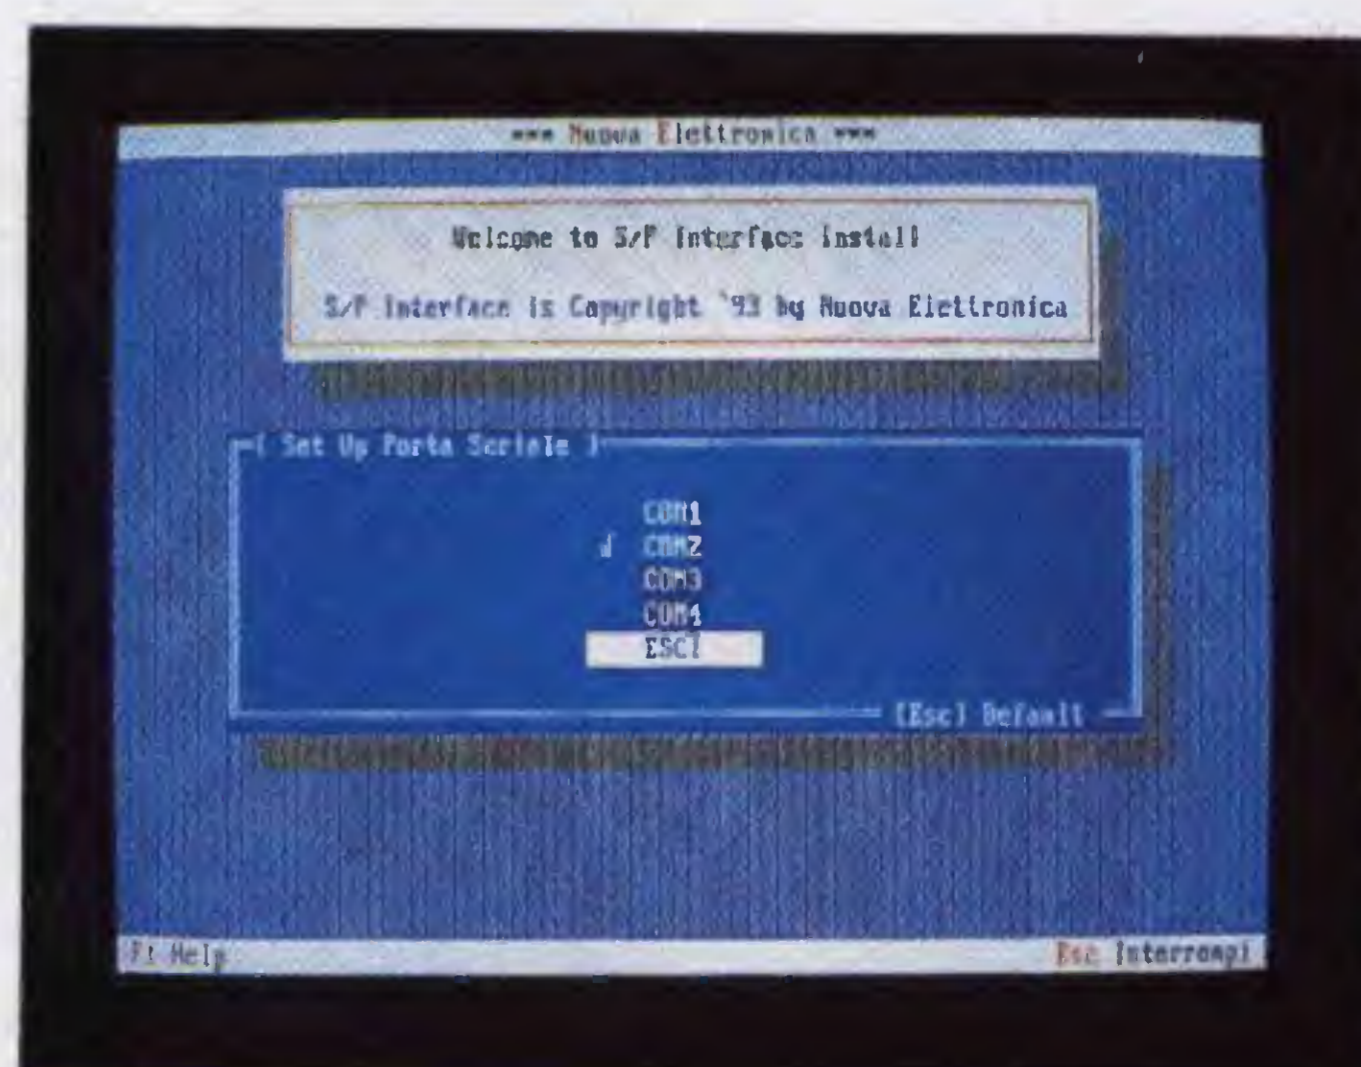 *** Nuova Elettronica ***
Welcome to S/P Interface Install
S/P Interface is Copyright `93 by Nuova Elettronica
[ Set Up Porta Seriale ]
COM1
√ COM2
COM3
COM4
ESCI
[Esc] Default
F1 Help
Esc Interrompi